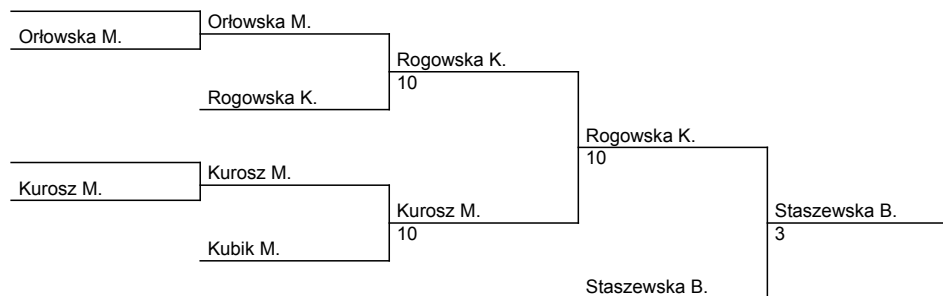 Orłowska M.
Orłowska M.
Rogowska K.
10
Rogowska K.
Rogowska K.
10
Kurosz M.
Kurosz M.
Kurosz M.
10
Staszewska B.
3
Kubik M.
Staszewska B.